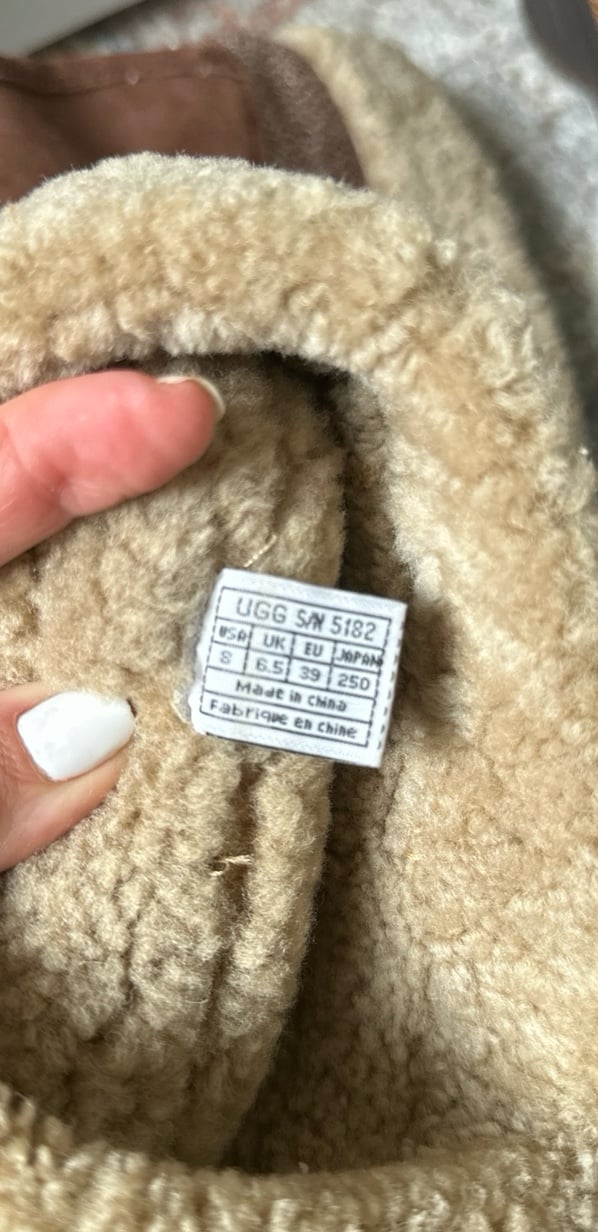 UGG S/N 5182
USA UK EU JAPAN
8 6.5 39 250
Made in China
Fabrique en Chine